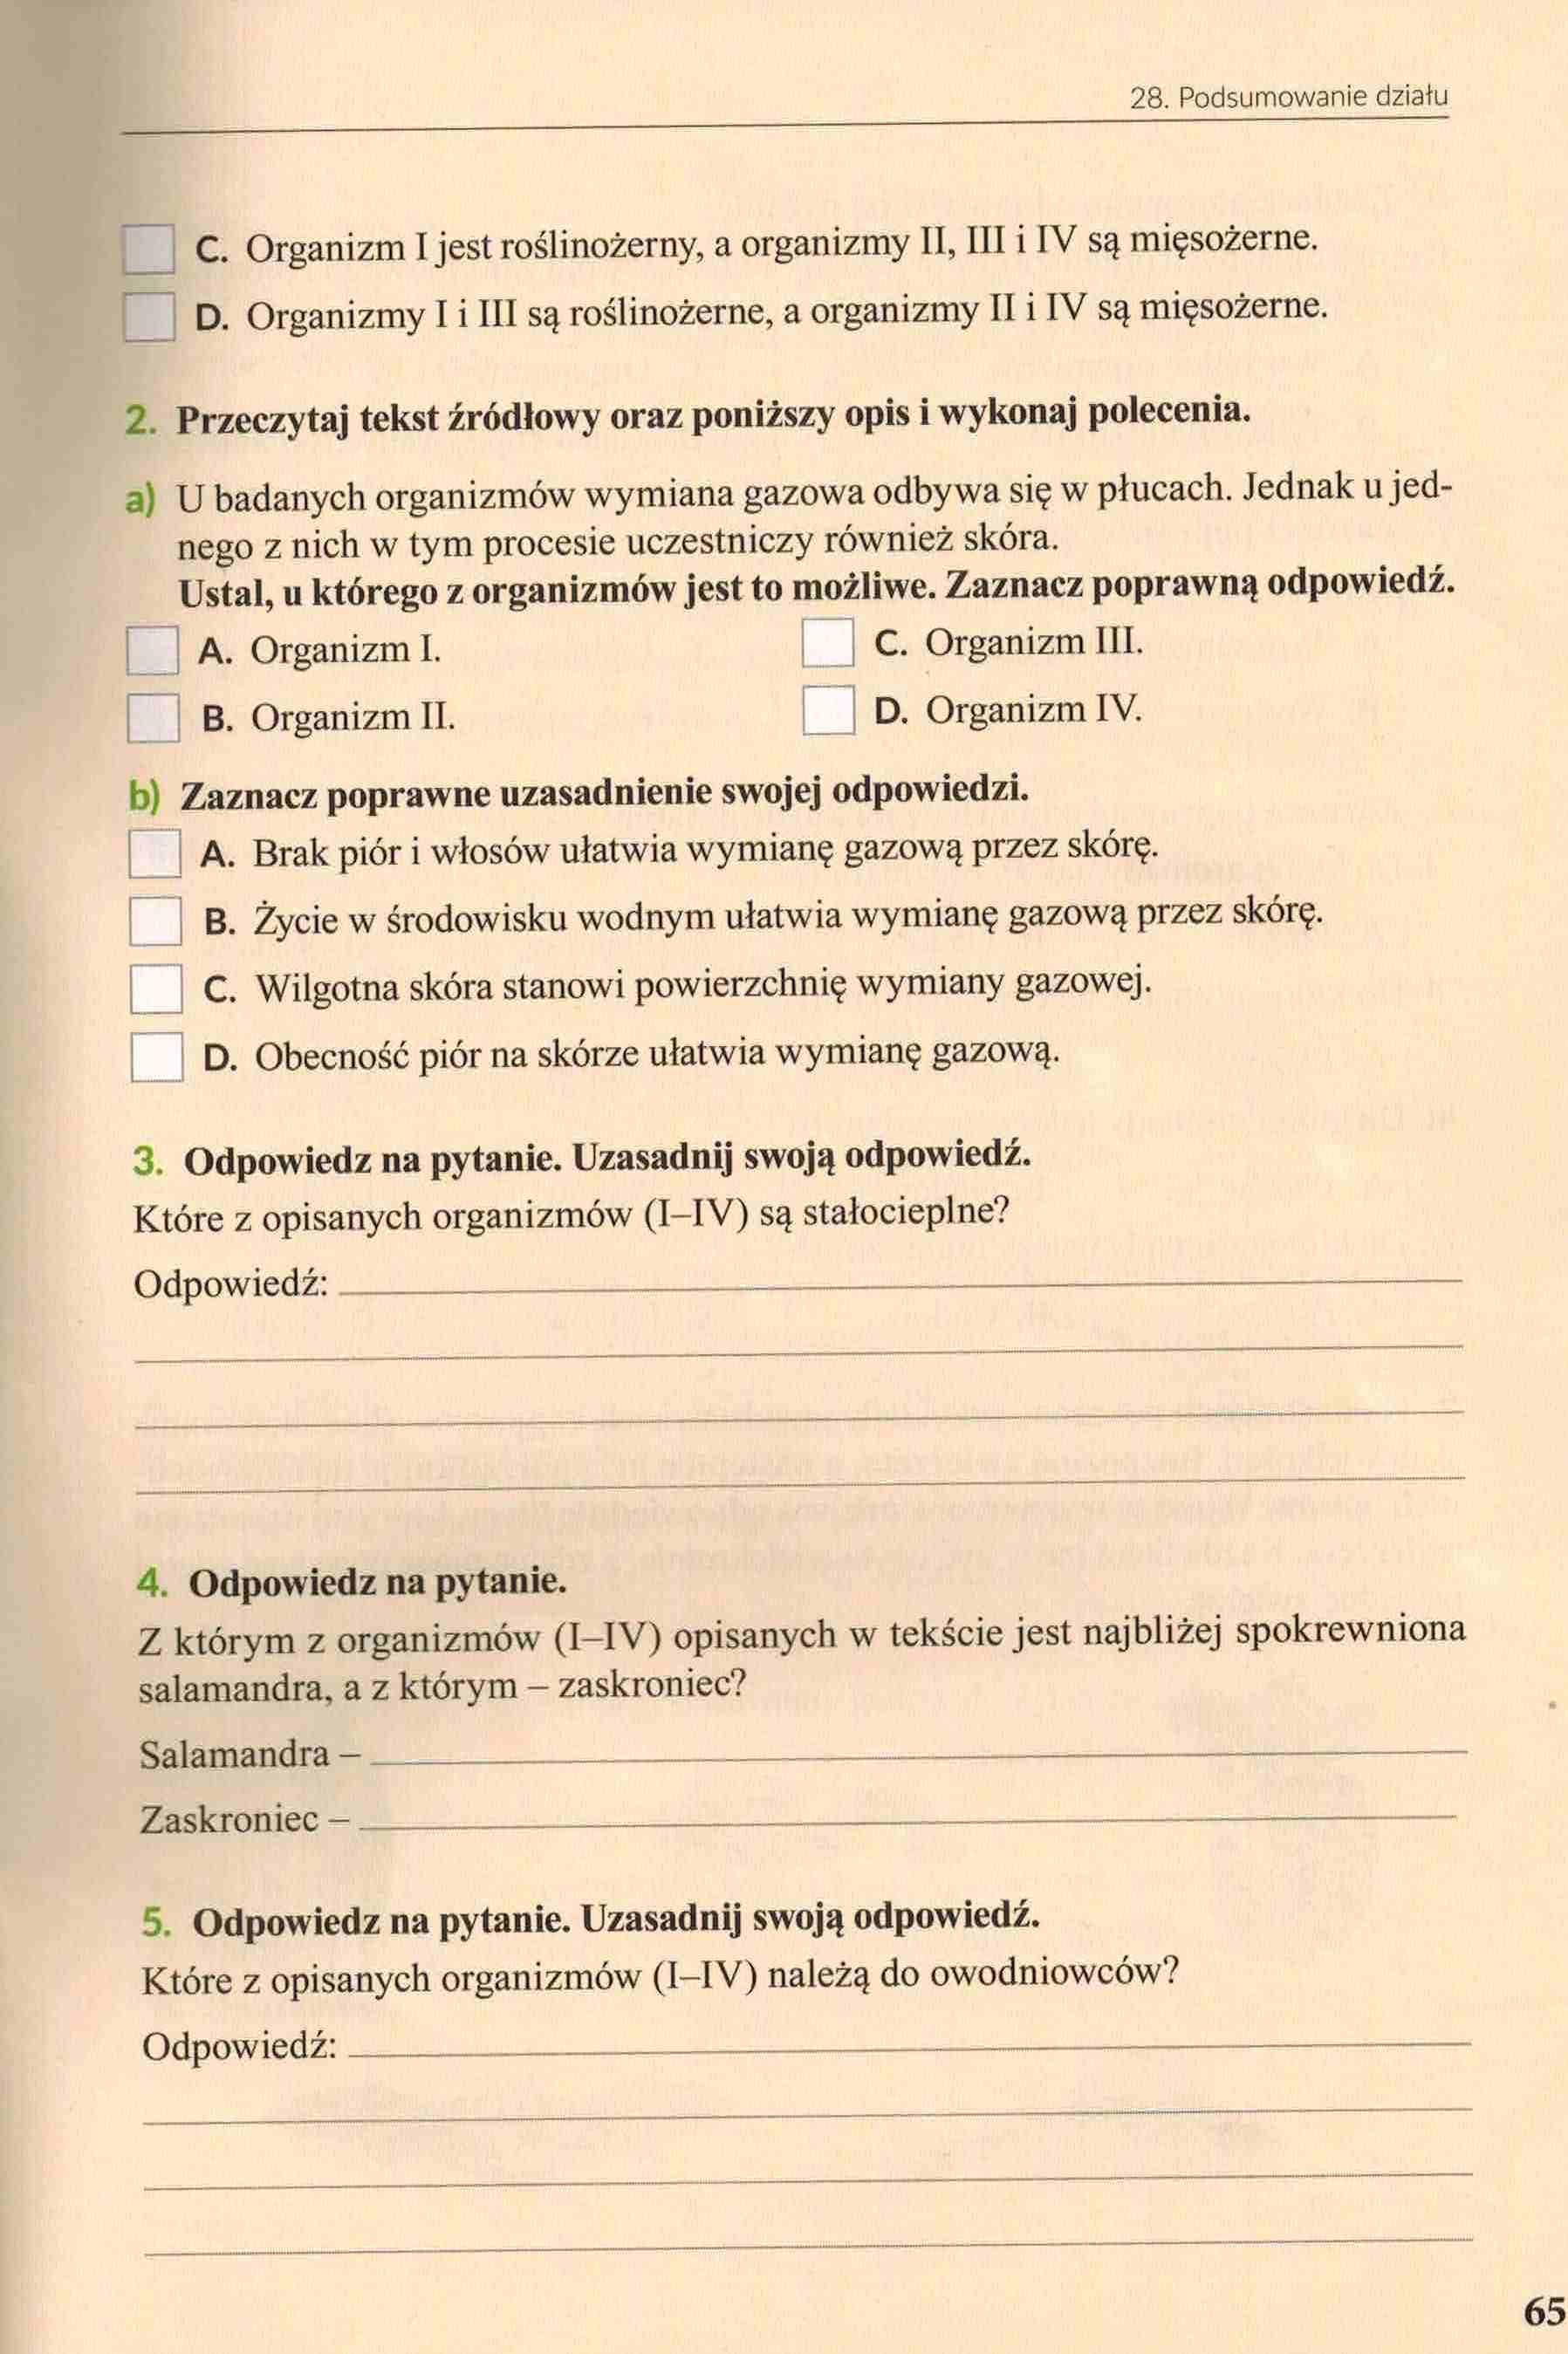 28. Podsumowanie działu
C. Organizm I jest roślinożerny, a organizmy II, III i IV są mięsożerne.
D. Organizmy I i III są roślinożerne, a organizmy II i IV są mięsożerne.
2. Przeczytaj tekst źródłowy oraz poniższy opis i wykonaj polecenia.
a) U badanych organizmów wymiana gazowa odbywa się w płucach. Jednak u jed-
nego z nich w tym procesie uczestniczy również skóra.
Ustal, u którego z organizmów jest to możliwe. Zaznacz poprawną odpowiedź.
A. Organizm I.
C. Organizm III.
B. Organizm II.
D. Organizm IV.
b) Zaznacz poprawne uzasadnienie swojej odpowiedzi.
A. Brak piór i włosów ułatwia wymianę gazową przez skórę.
B. Życie w środowisku wodnym ułatwia wymianę gazową przez skórę.
C. Wilgotna skóra stanowi powierzchnię wymiany gazowej.
D. Obecność piór na skórze ułatwia wymianę gazową.
3. Odpowiedz na pytanie. Uzasadnij swoją odpowiedź.
Które z opisanych organizmów (I–IV) są stałocieplne?
Odpowiedź:
4. Odpowiedz na pytanie.
Z którym z organizmów (I–IV) opisanych w tekście jest najbliżej spokrewniona
salamandra, a z którym – zaskroniec?
Salamandra –
Zaskroniec –
5. Odpowiedz na pytanie. Uzasadnij swoją odpowiedź.
Które z opisanych organizmów (I–IV) należą do owodniowców?
Odpowiedź:
65